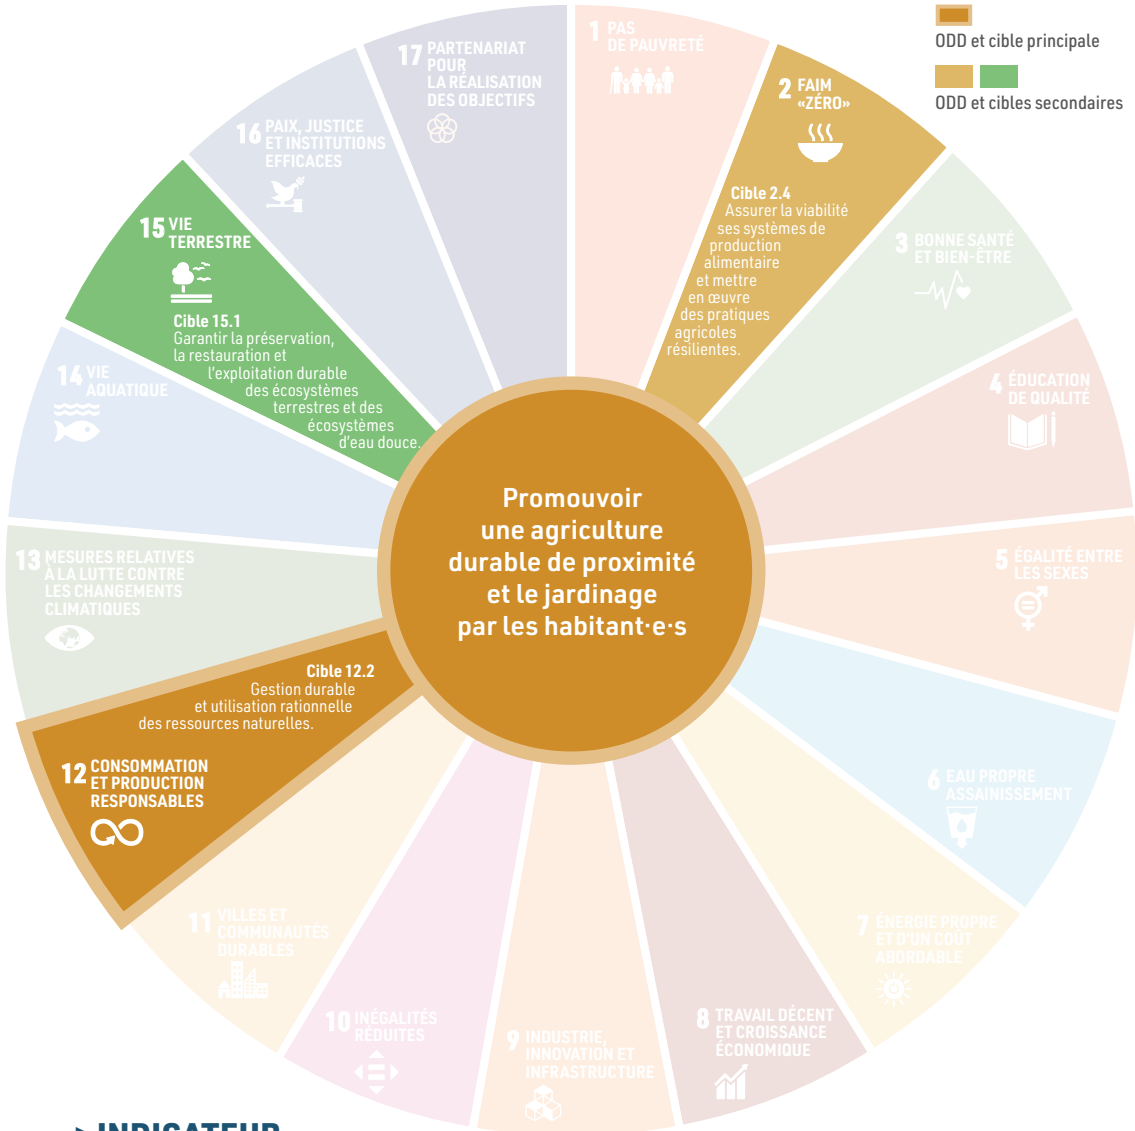 ODD et cible principale
ODD et cibles secondaires
1 PAS
DE PAUVRETÉ
2 FAIM
«ZÉRO»
Cible 2.4
Assurer la viabilité
ses systèmes de
production
alimentaire
et mettre
en œuvre
des pratiques
agricoles
résilientes.
3 BONNE SANTÉ
ET BIEN-ÊTRE
4 ÉDUCATION
DE QUALITÉ
5 ÉGALITÉ ENTRE
LES SEXES
6 EAU PROPRE
ASSAINISSEMENT
7 ÉNERGIE PROPRE
ET D'UN COÛT
ABORDABLE
8 TRAVAIL DÉCENT
ET CROISSANCE
ÉCONOMIQUE
9 INDUSTRIE,
INNOVATION ET
INFRASTRUCTURE
10 INÉGALITÉS
RÉDUITES
11 VILLES ET
COMMUNAUTÉS
DURABLES
Cible 12.2
Gestion durable
et utilisation rationnelle
des ressources naturelles.
12 CONSOMMATION
ET PRODUCTION
RESPONSABLES
13 MESURES RELATIVES
À LA LUTTE CONTRE
LES CHANGEMENTS
CLIMATIQUES
14 VIE
AQUATIQUE
15 VIE
TERRESTRE
Cible 15.1
Garantir la préservation,
la restauration et
l'exploitation durable
des écosystèmes
terrestres et des
écosystèmes
d'eau douce.
16 PAIX, JUSTICE
ET INSTITUTIONS
EFFICACES
17 PARTENARIAT
POUR
LA RÉALISATION
DES OBJECTIFS
Promouvoir
une agriculture
durable de proximité
et le jardinage
par les habitant·e·s
INDICATEUR